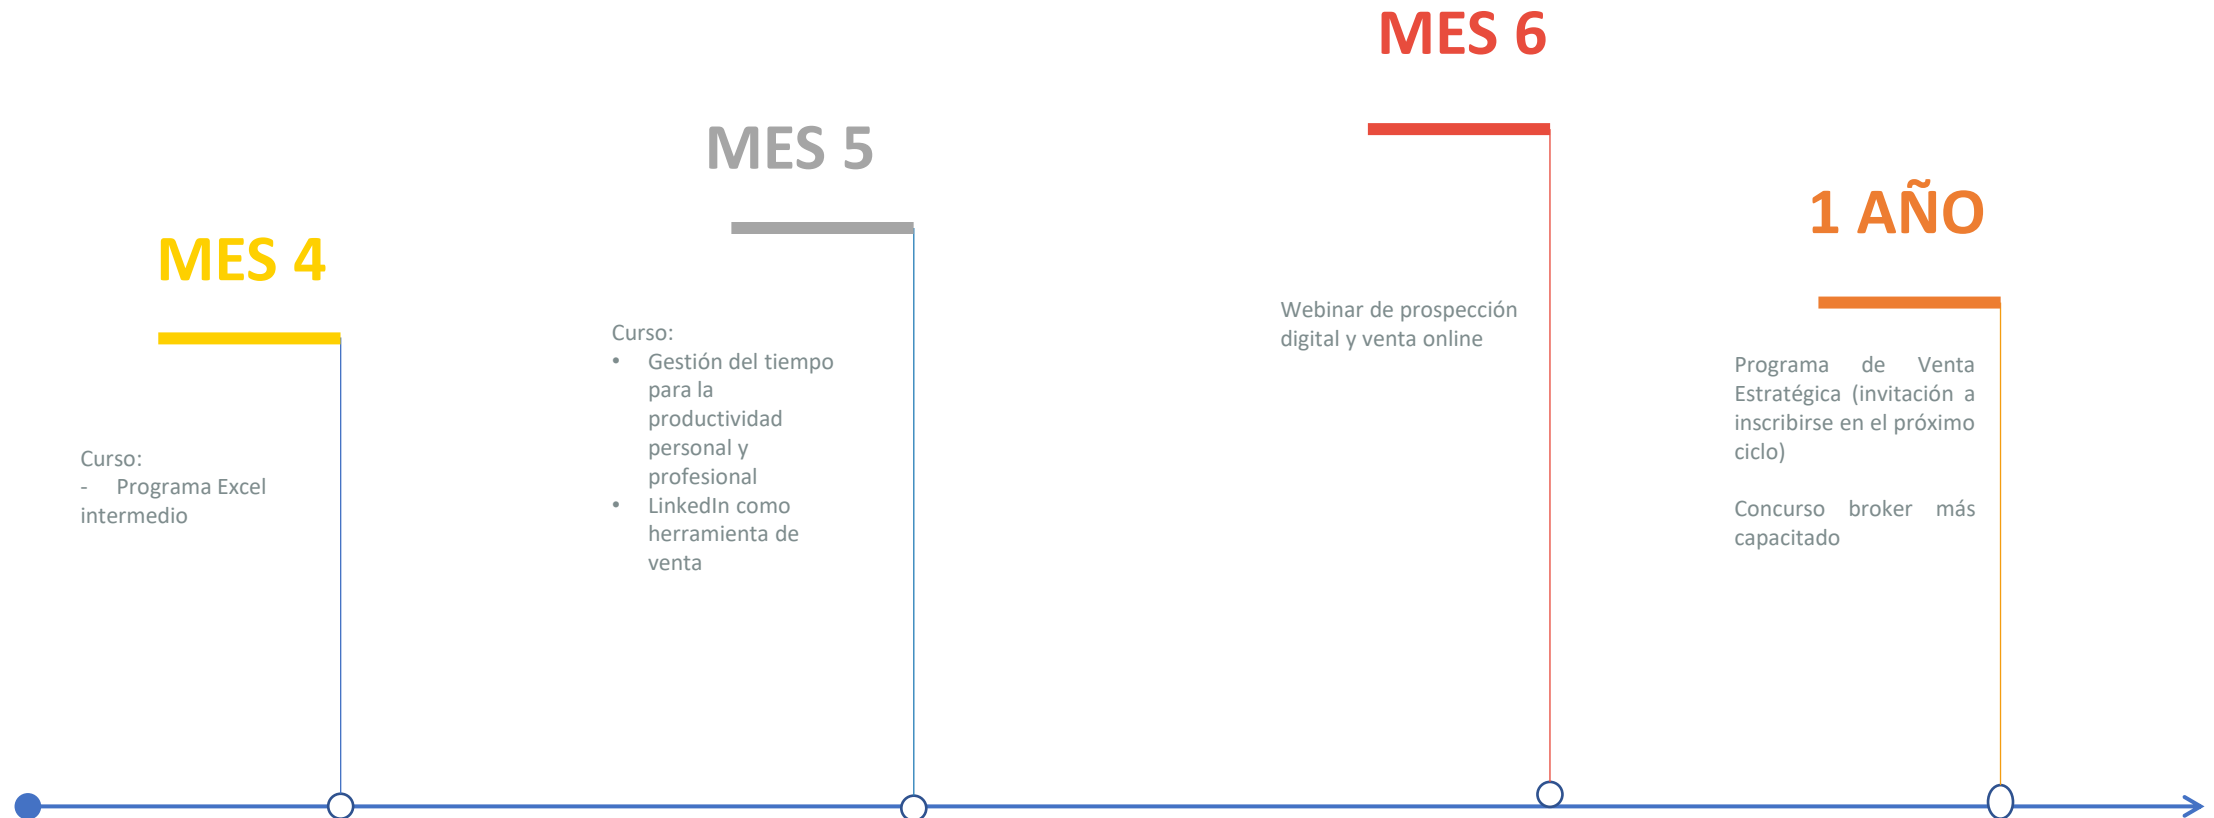 MES 4
Curso:
- Programa Excel
intermedio
MES 5
Curso:
• Gestión del tiempo
para la
productividad
personal y
profesional
• LinkedIn como
herramienta de
venta
MES 6
Webinar de prospección
digital y venta online
1 AÑO
Programa de Venta
Estratégica (invitación a
inscribirse en el próximo
ciclo)
Concurso broker más
capacitado